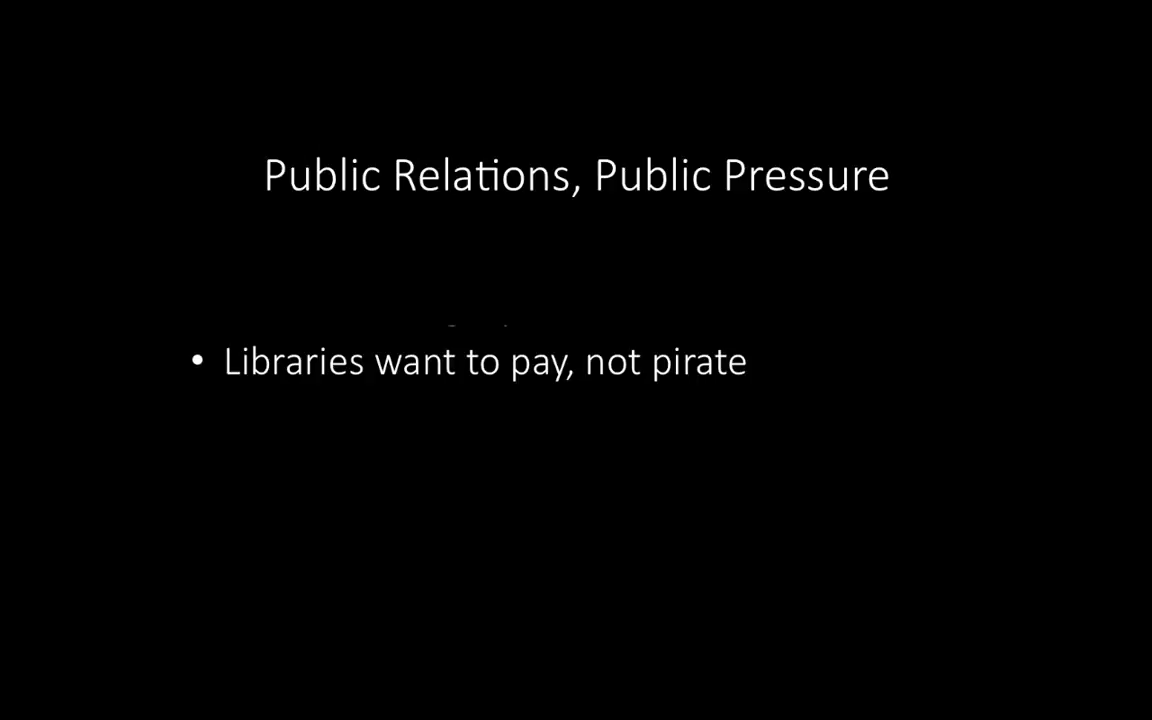 Public Relations, Public Pressure
• Libraries want to pay, not pirate